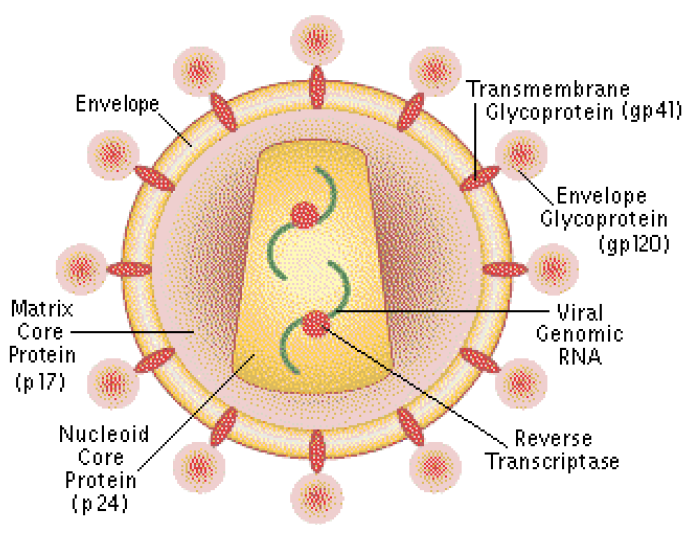 Envelope
Transmembrane
Glycoprotein (gp41)
Envelope
Glycoprotein
(gp120)
Matrix
Core
Protein
(p17)
Viral
Genomic
RNA
Nucleoid
Core
Protein
(p24)
Reverse
Transcriptase